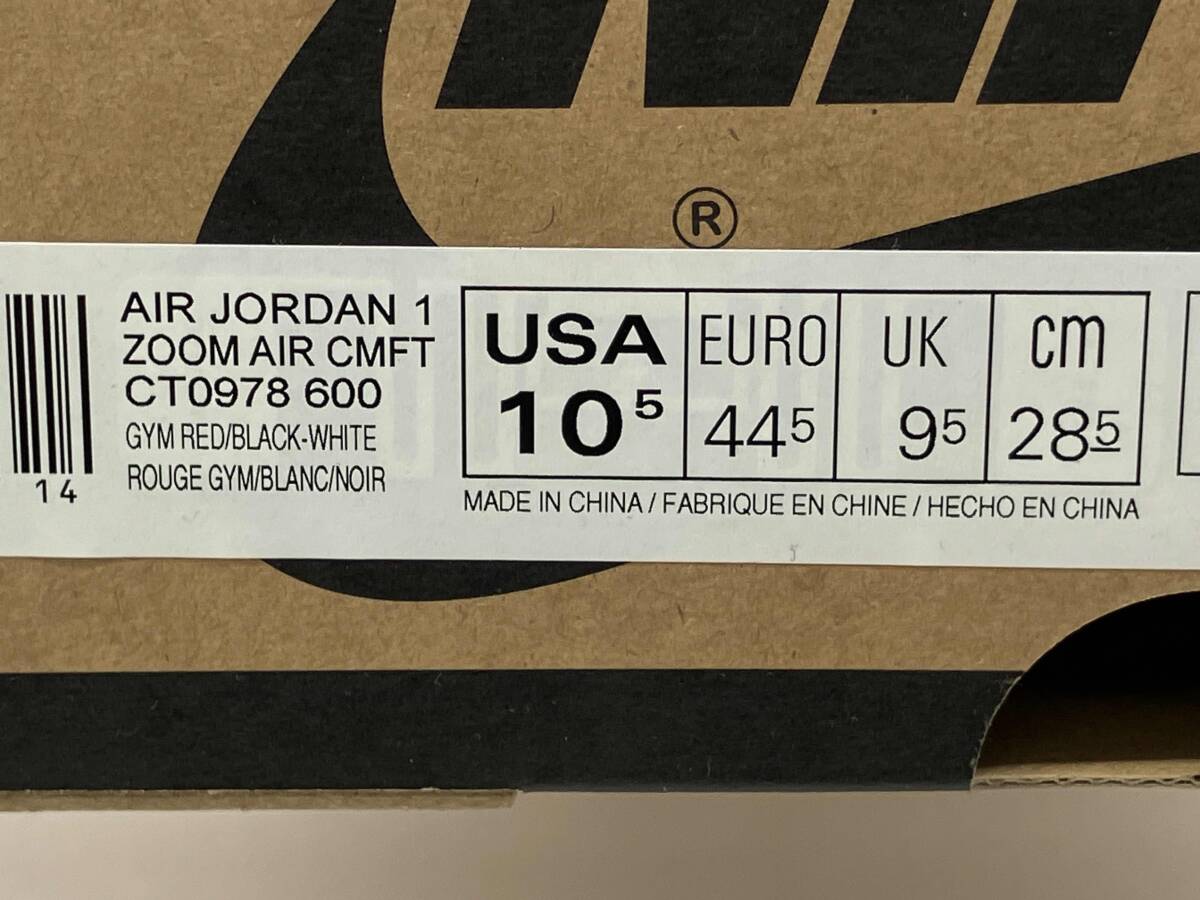 ®
AIR JORDAN 1
ZOOM AIR CMFT
CT0978 600
GYM RED/BLACK-WHITE
ROUGE GYM/BLANC/NOIR
14
USA EURO UK cm
10⁵ 44⁵ 9⁵ 28⁵
MADE IN CHINA / FABRIQUE EN CHINE / HECHO EN CHINA